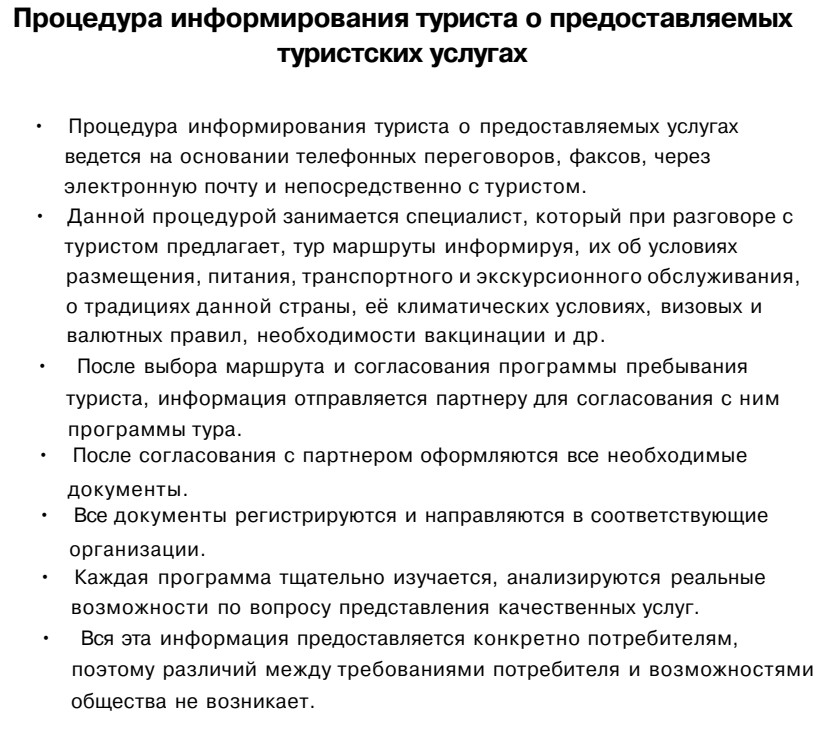 Процедура информирования туриста о предоставляемых
туристских услугах
• Процедура информирования туриста о предоставляемых услугах
ведется на основании телефонных переговоров, факсов, через
электронную почту и непосредственно с туристом.
• Данной процедурой занимается специалист, который при разговоре с
туристом предлагает, тур маршруты информируя, их об условиях
размещения, питания, транспортного и экскурсионного обслуживания,
о традициях данной страны, её климатических условиях, визовых и
валютных правил, необходимости вакцинации и др.
• После выбора маршрута и согласования программы пребывания
туриста, информация отправляется партнеру для согласования с ним
программы тура.
• После согласования с партнером оформляются все необходимые
документы.
• Все документы регистрируются и направляются в соответствующие
организации.
• Каждая программа тщательно изучается, анализируются реальные
возможности по вопросу представления качественных услуг.
• Вся эта информация предоставляется конкретно потребителям,
поэтому различий между требованиями потребителя и возможностями
общества не возникает.